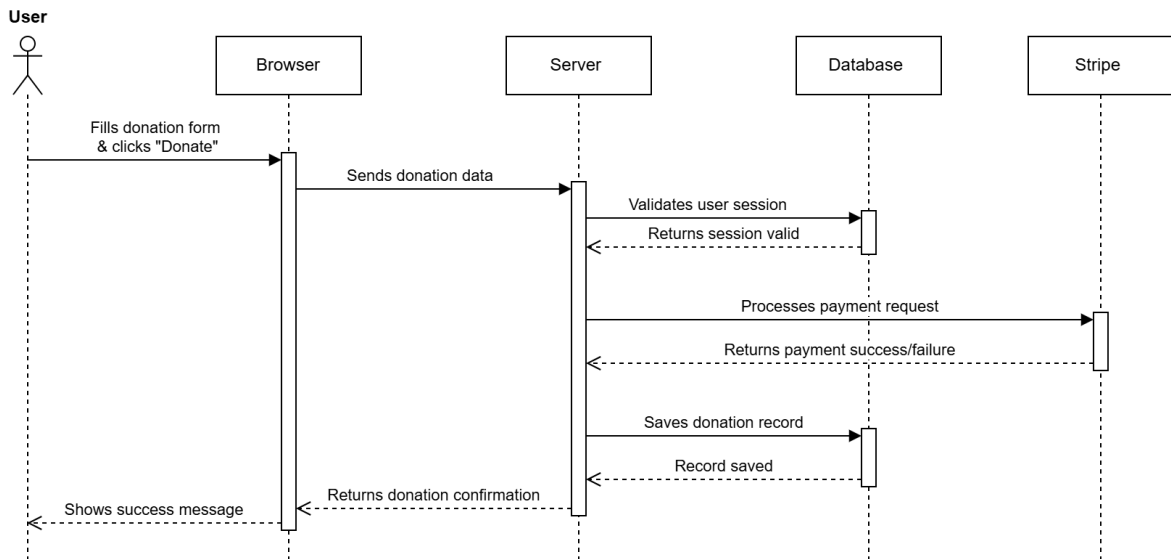 User
Browser
Server
Database
Stripe
Fills donation form
& clicks "Donate"
Sends donation data
Validates user session
Returns session valid
Processes payment request
Returns payment success/failure
Saves donation record
Record saved
Returns donation confirmation
Shows success message